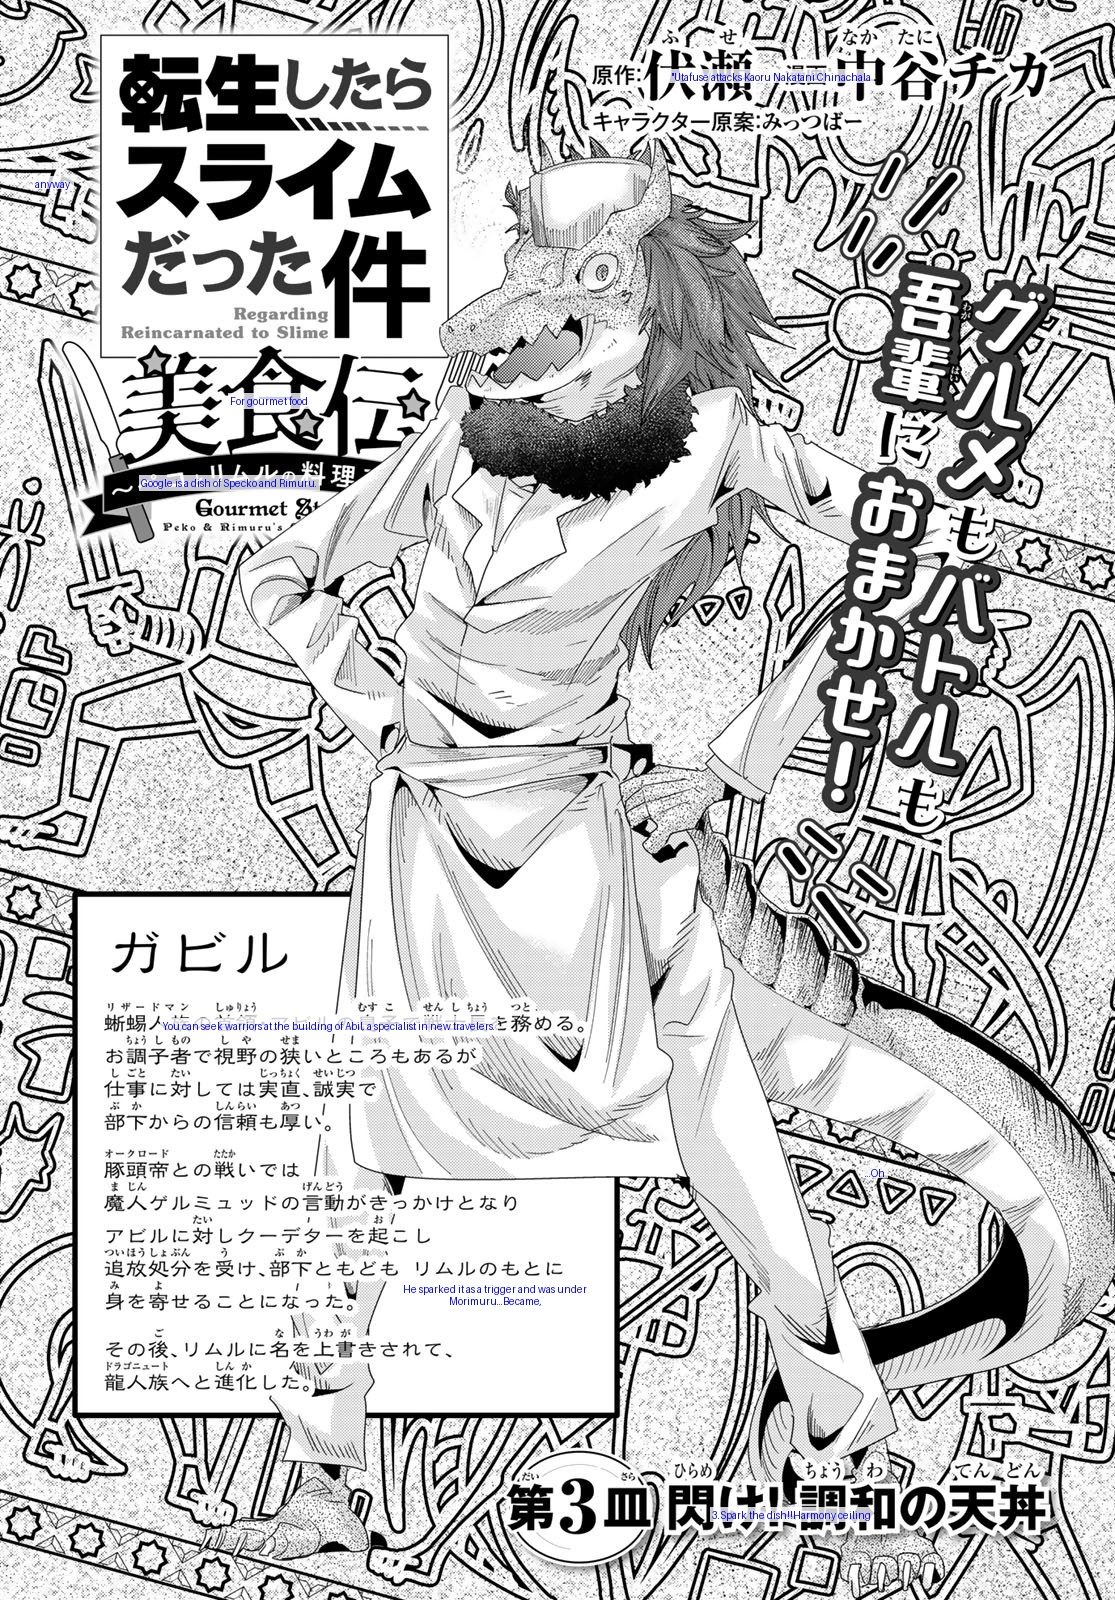 転生したら
スライム
だった件
Regarding
Reincarnated to Slime
美食伝
For gourmet food
リムルの料理
Google is a dish of Specko and Rimuru.
Gourmet St
Peko & Rimuru's
anyway
原作:伏瀬 漫画 中谷チカ
"Utafuse attacks Kaoru Nakatani Chinachala
キャラクター原案:みっつばー
グルメもバトルも
吾輩におまかせ!
ガビル
蜥蜴人族の
を務める。
You can seek warriors at the building of Abil, a specialist in new travelers.
お調子者で視野の狭いところもあるが
仕事に対しては実直、誠実で
部下からの信頼も厚い。
豚頭帝との戦いでは
魔人ゲルミュッドの言動がきっかけとなり
アビルに対しクーデターを起こし
追放処分を受け、部下ともども リムルのもとに
身を寄せることになった。
He sparked it as a trigger and was under
Morimuru...Became,
その後、リムルに名を上書きされて、
龍人族へと進化した。
Oh...
第3皿 閃け!!調和の天丼
3.Spark the dish!!Harmony ceiling